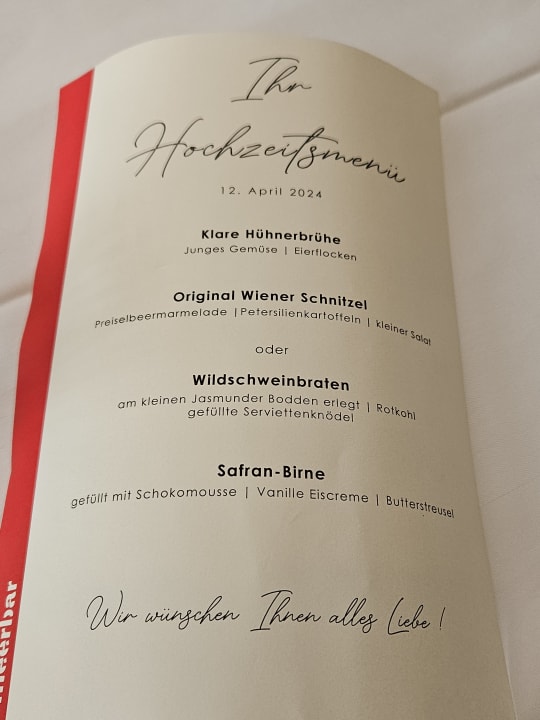 Ihr
Hochzeitsmenü
12. April 2024
Klare Hühnerbrühe
Junges Gemüse | Eierflocken
Original Wiener Schnitzel
Preiselbeermarmelade |Petersilienkartoffeln | kleiner Salat
oder
Wildschweinbraten
am kleinen Jasmunder Bodden erlegt | Rotkohl
gefüllte Serviettenknödel
Safran-Birne
gefüllt mit Schokomousse | Vanille Eiscreme | Butterstreusel
Wir wünschen Ihnen alles Liebe !
meerbar